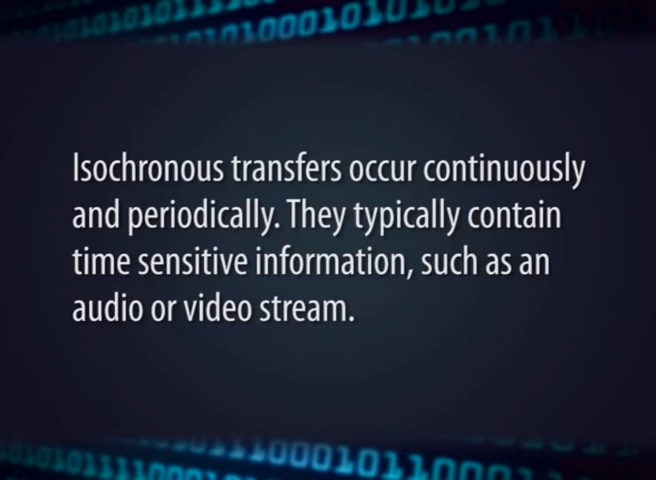 Isochronous transfers occur continuously
and periodically. They typically contain
time sensitive information, such as an
audio or video stream.